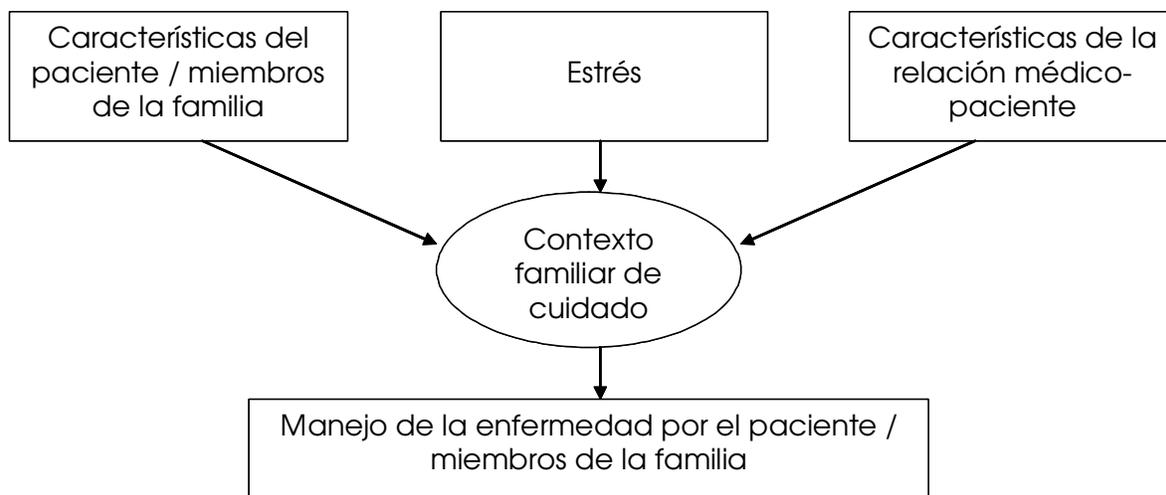 Características del
paciente / miembros
de la familia
Estrés
Características de la
relación médico-
paciente
Contexto
familiar de
cuidado
Manejo de la enfermedad por el paciente /
miembros de la familia